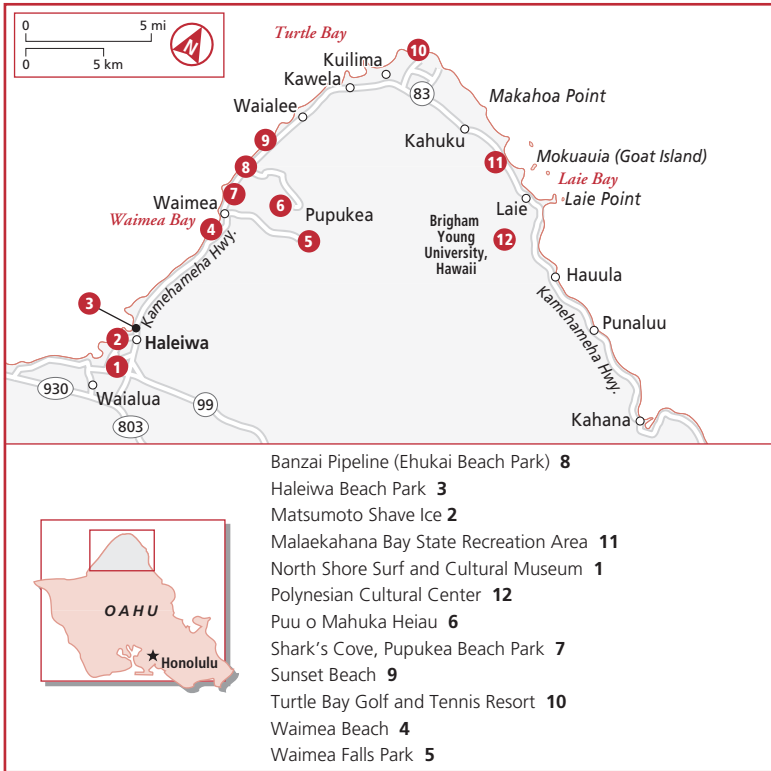 0 5 mi
0 5 km
N
Turtle Bay
10
Kuilima
Kawela
83
Makahoa Point
Waialee
9
Kahuku
8
11
Mokuauia (Goat Island)
7
Laie Bay
6
Laie Point
Waimea
Pupukea
Laie
Waimea Bay
4
5
Brigham
Young
University,
Hawaii
12
Kamehameha Hwy.
Hauula
3
Kamehameha Hwy.
Punaluu
2
Haleiwa
1
930
Waialua
99
803
Kahana
Banzai Pipeline (Ehukai Beach Park) 8
Haleiwa Beach Park 3
Matsumoto Shave Ice 2
Malaekahana Bay State Recreation Area 11
North Shore Surf and Cultural Museum 1
Polynesian Cultural Center 12
Puu o Mahuka Heiau 6
Shark's Cove, Pupukea Beach Park 7
Sunset Beach 9
Turtle Bay Golf and Tennis Resort 10
Waimea Beach 4
Waimea Falls Park 5
OAHU
Honolulu